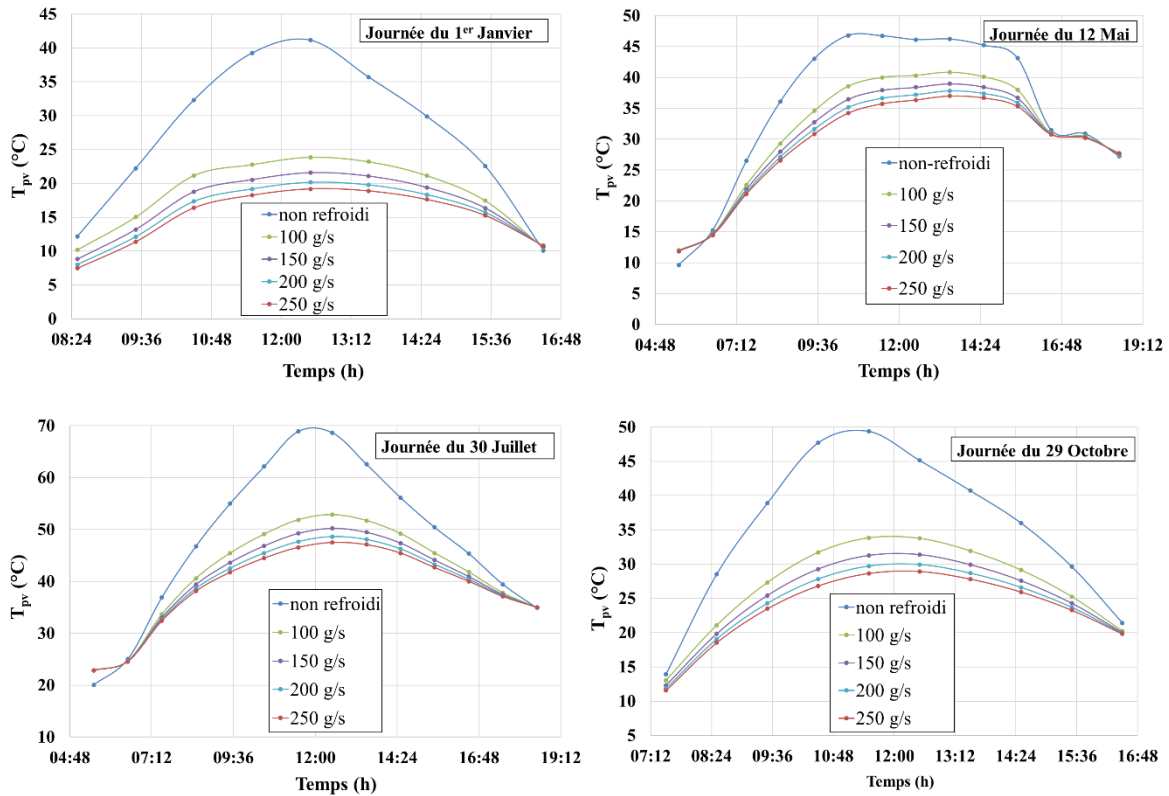 Journée du 1er Janvier
45
40
35
30
25
20
15
10
5
0
Tpv (°C)
non refroidi
100 g/s
150 g/s
200 g/s
250 g/s
08:24 09:36 10:48 12:00 13:12 14:24 15:36 16:48
Temps (h)
Journée du 12 Mai
50
45
40
35
30
25
20
15
10
5
0
Tpv (°C)
non-refroidi
100 g/s
150 g/s
200 g/s
250 g/s
04:48 07:12 09:36 12:00 14:24 16:48 19:12
Temps (h)
Journée du 30 Juillet
70
60
50
40
30
20
10
Tpv (°C)
non refroidi
100 g/s
150 g/s
200 g/s
250 g/s
04:48 07:12 09:36 12:00 14:24 16:48 19:12
Temps (h)
Journée du 29 Octobre
50
45
40
35
30
25
20
15
10
5
Tpv (°C)
non refroidi
100 g/s
150 g/s
200 g/s
250 g/s
07:12 08:24 09:36 10:48 12:00 13:12 14:24 15:36 16:48
Temps (h)